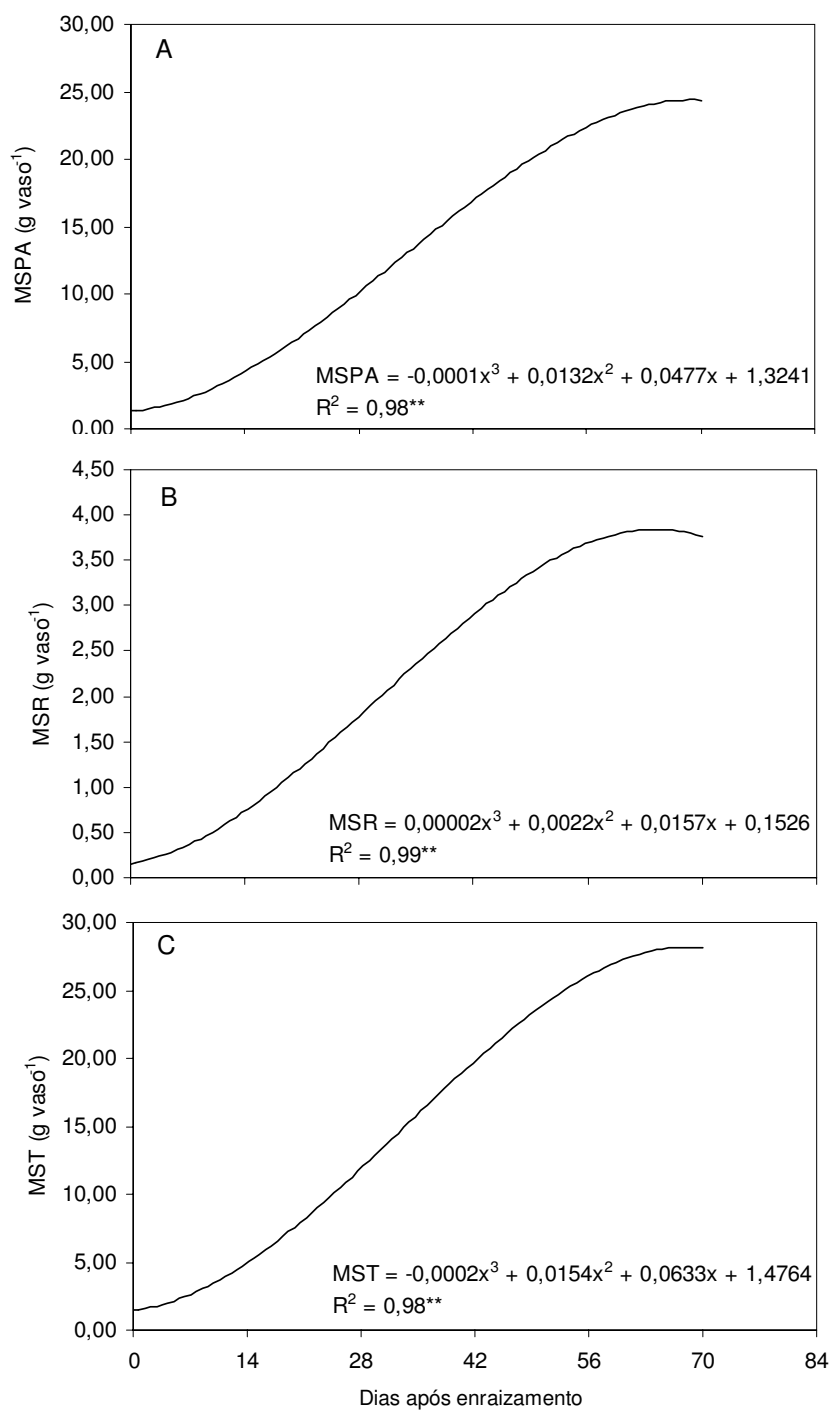 A
30,00
25,00
20,00
15,00
10,00
5,00
0,00
MSPA (g vaso⁻¹)
MSPA = -0,0001x³ + 0,0132x² + 0,0477x + 1,3241
R² = 0,98**
B
4,50
4,00
3,50
3,00
2,50
2,00
1,50
1,00
0,50
0,00
MSR (g vaso⁻¹)
MSR = 0,00002x³ + 0,0022x² + 0,0157x + 0,1526
R² = 0,99**
C
30,00
25,00
20,00
15,00
10,00
5,00
0,00
MST (g vaso⁻¹)
MST = -0,0002x³ + 0,0154x² + 0,0633x + 1,4764
R² = 0,98**
0 14 28 42 56 70 84
Dias após enraizamento